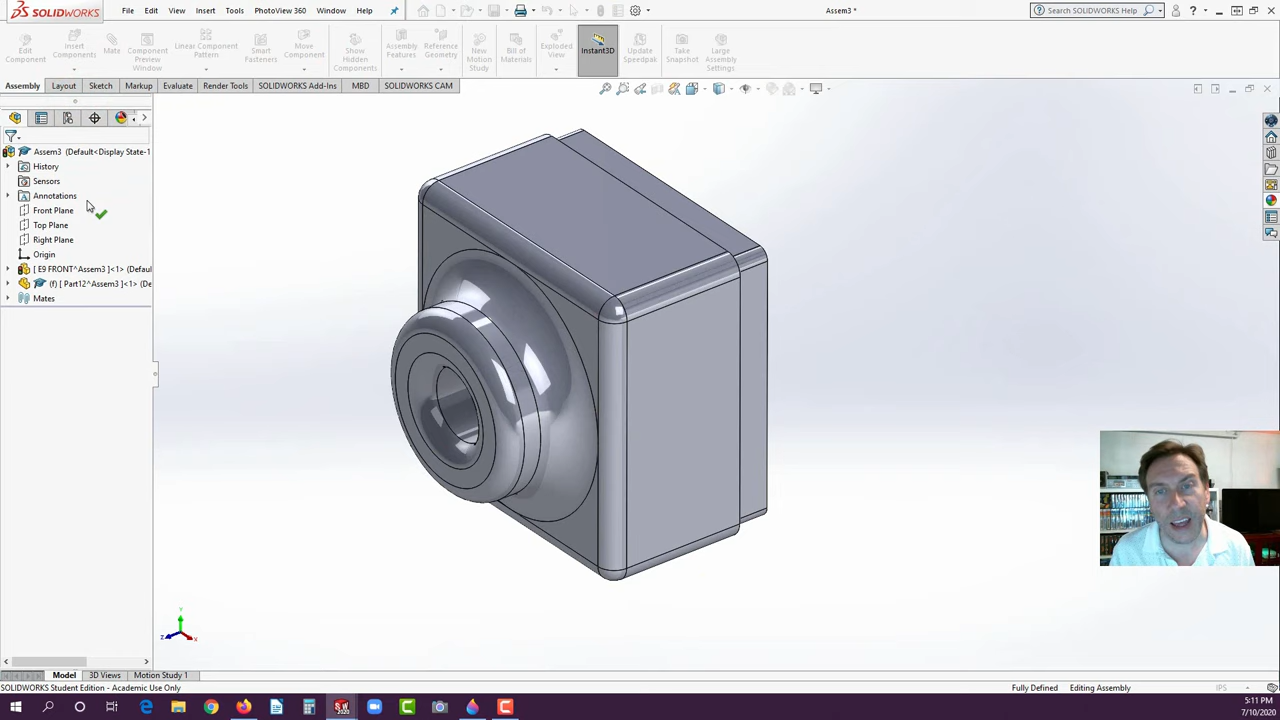 SOLIDWORKS File Edit View Insert Tools PhotoView 360 Window Help Assem3 * Search SOLIDWORKS Help
Edit Component
Insert Components
Mate
Component Preview Window
Linear Component Pattern
Smart Fasteners
Move Component
Show Hidden Components
Assembly Features
Reference Geometry
New Motion Study
Bill of Materials
Exploded View
Instant3D
Update Speedpak
Take Snapshot
Large Assembly Settings
Assembly Layout Sketch Markup Evaluate Render Tools SOLIDWORKS Add-Ins MBD SOLIDWORKS CAM
Assem3 (Default<Display State-1
History
Sensors
Annotations
Front Plane
Top Plane
Right Plane
Origin
[ E9 FRONT^Assem3 ]<1> (Defaul
(f) [ Part12^Assem3 ]<1> (De
Mates
Y
Z X
Model 3D Views Motion Study 1
SOLIDWORKS Student Edition - Academic Use Only Fully Defined Editing Assembly IPS
5:11 PM
7/10/2020